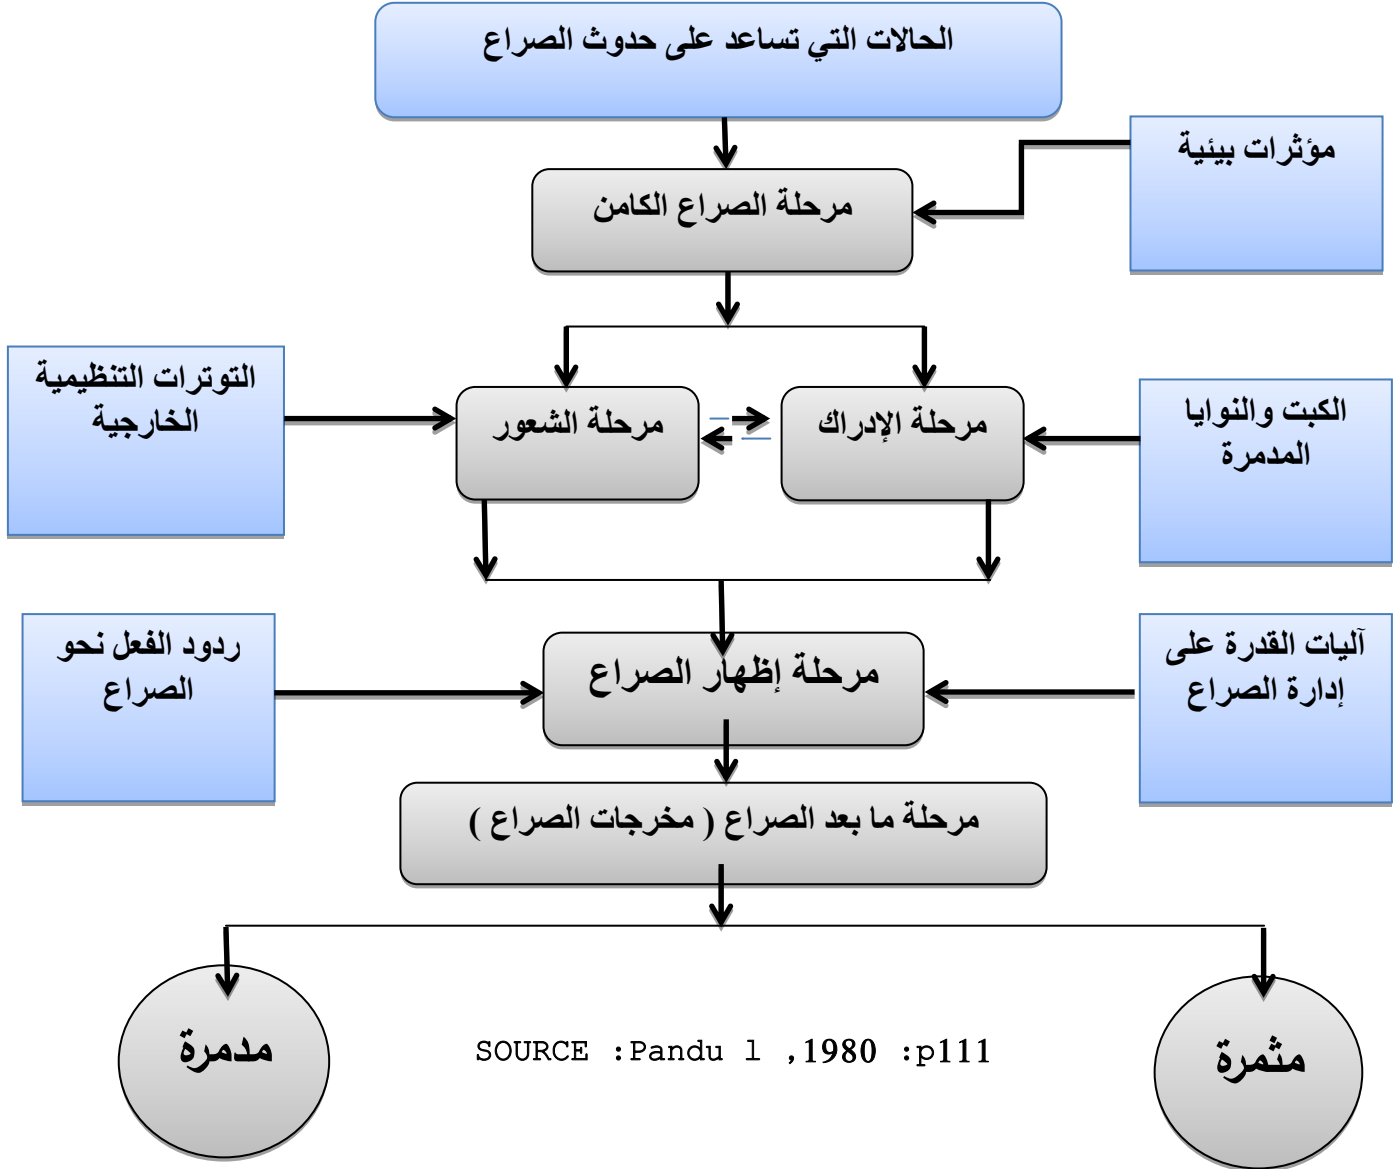 الحالات التي تساعد على حدوث الصراع
مؤثرات بيئية
مرحلة الصراع الكامن
التوترات التنظيمية
الخارجية
مرحلة الشعور
مرحلة الإدراك
الكبت والنوايا
المدمرة
ردود الفعل نحو
الصراع
مرحلة إظهار الصراع
آليات القدرة على
إدارة الصراع
مرحلة ما بعد الصراع ( مخرجات الصراع )
مدمرة
مثمرة
SOURCE :Pandu l ,1980 :p111